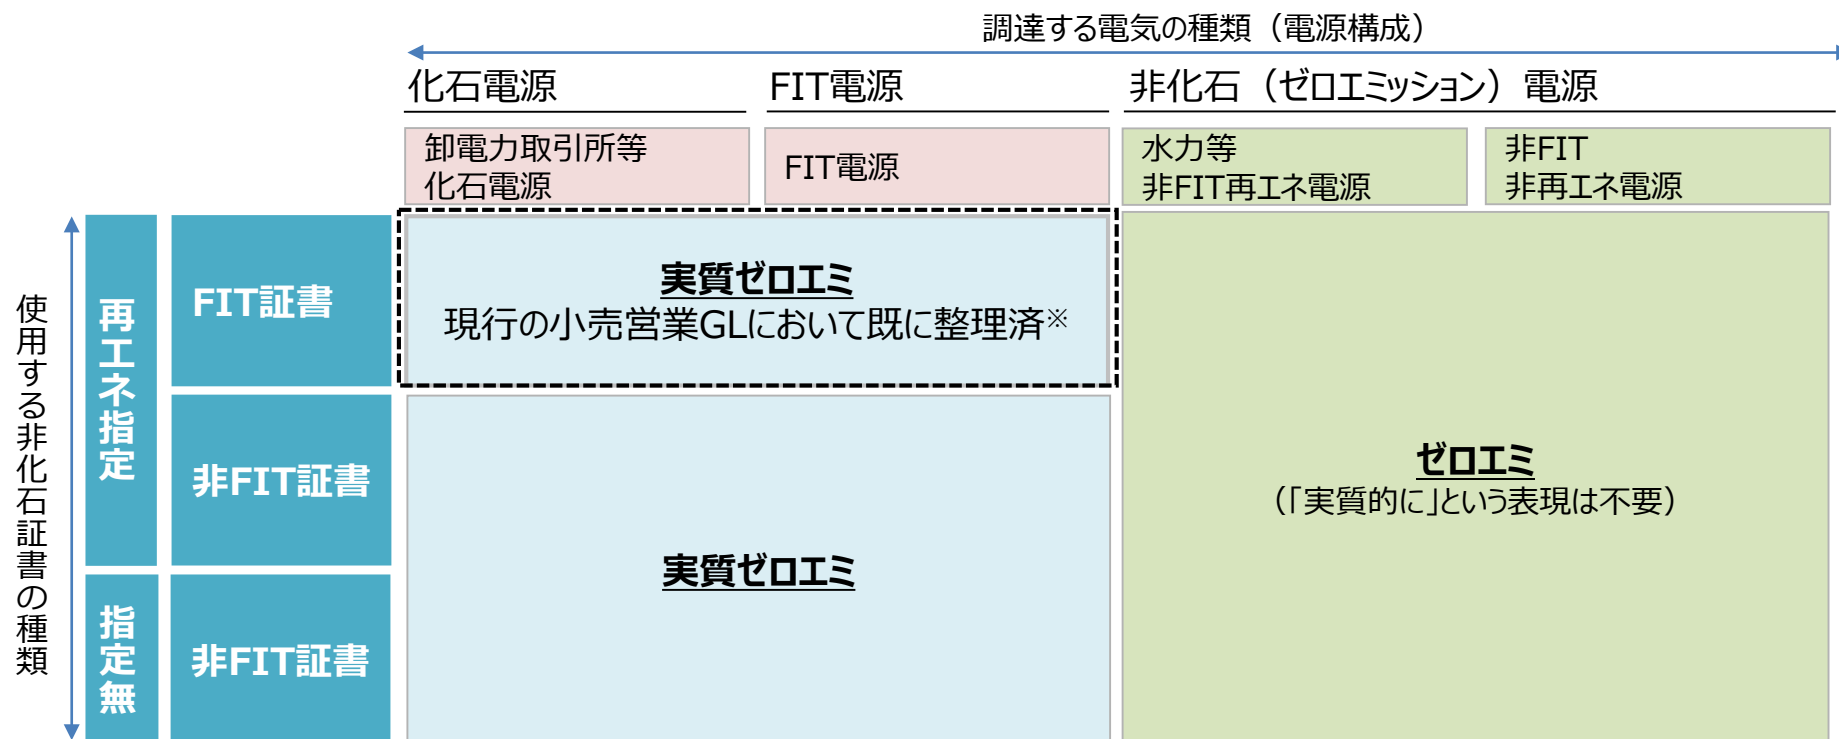 調達する電気の種類（電源構成）
化石電源
FIT電源
非化石（ゼロエミッション）電源
卸電力取引所等
化石電源
FIT電源
水力等
非FIT再エネ電源
非FIT
非再エネ電源
使用する非化石証書の種類
再エネ指定
FIT証書
実質ゼロエミ
現行の小売営業GLにおいて既に整理済※
非FIT証書
実質ゼロエミ
ゼロエミ
（「実質的に」という表現は不要）
指定無
非FIT証書